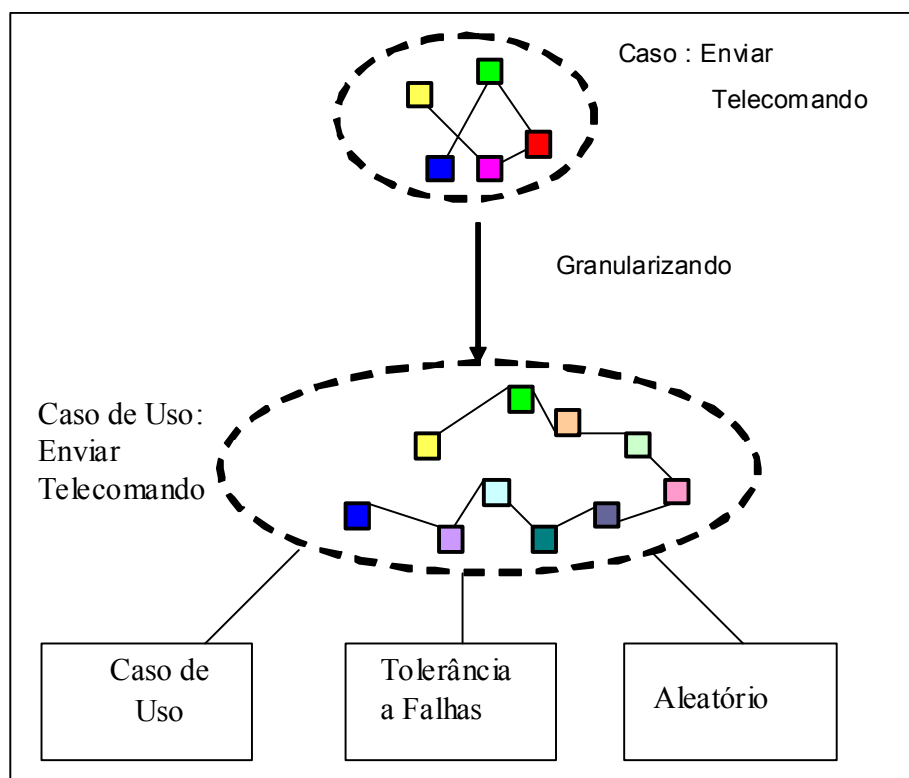 Caso : Enviar
Telecomando
Granularizando
Caso de Uso:
Enviar
Telecomando
Caso de
Uso
Tolerância
a Falhas
Aleatório